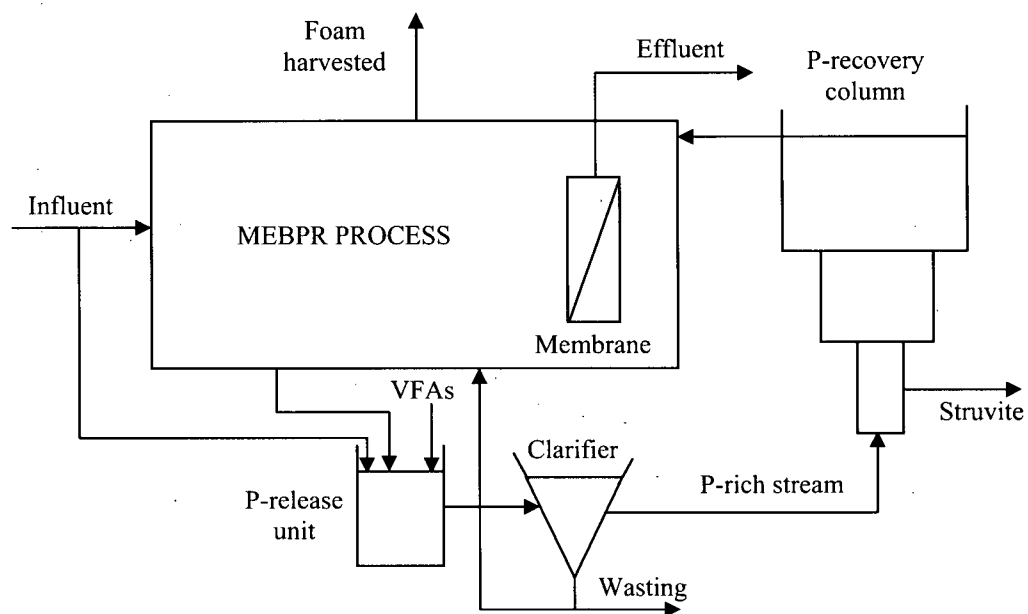 Foam
harvested
Effluent
P-recovery
column
Influent
MEBPR PROCESS
Membrane
VFAs
Struvite
Clarifier
P-rich stream
P-release
unit
Wasting